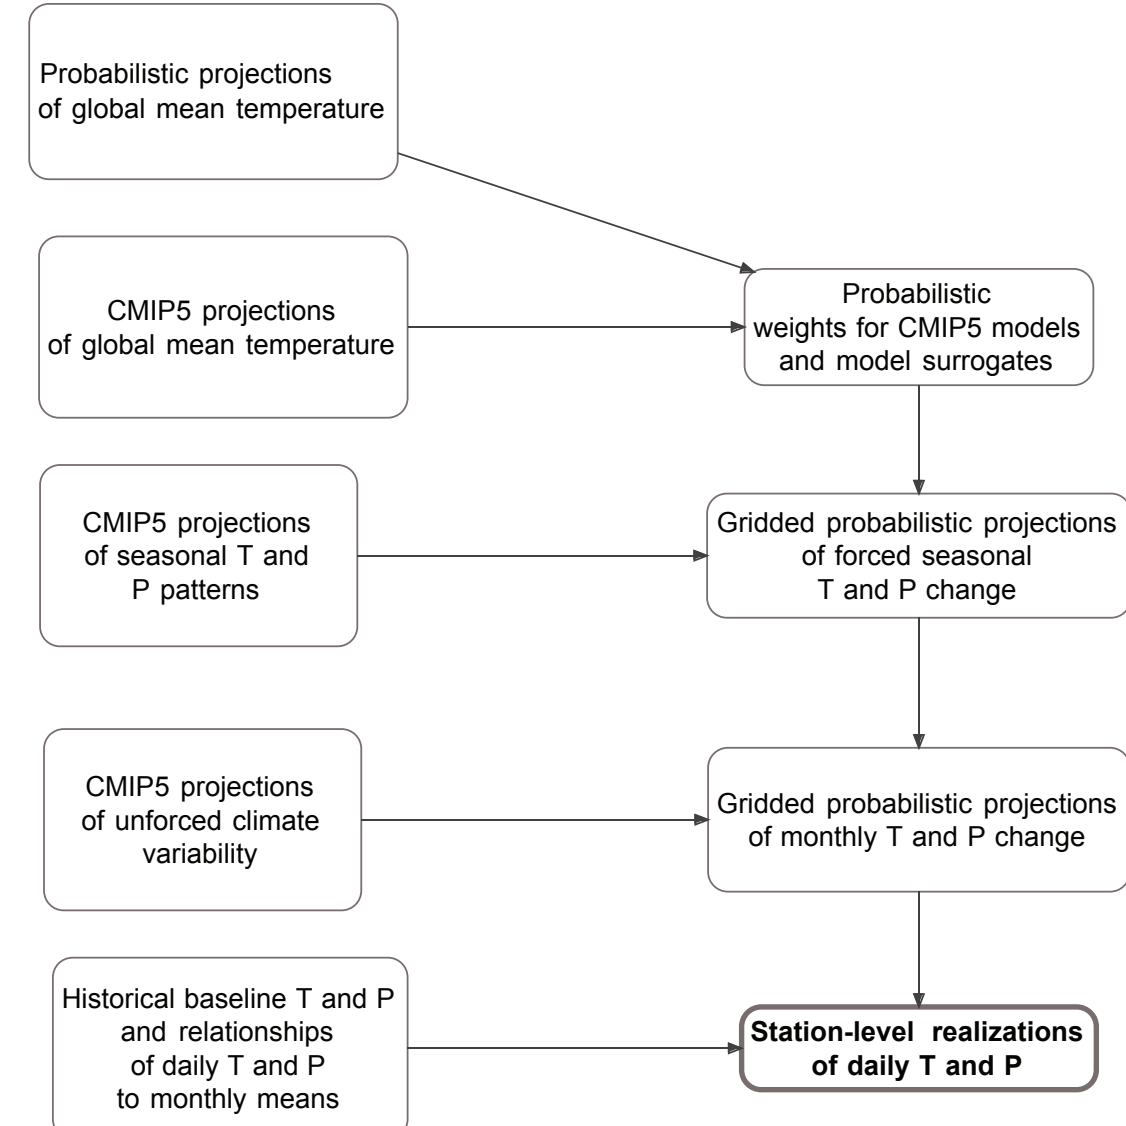 Probabilistic projections
of global mean temperature
CMIP5 projections
of global mean temperature
Probabilistic
weights for CMIP5 models
and model surrogates
CMIP5 projections
of seasonal T and
P patterns
Gridded probabilistic projections
of forced seasonal
T and P change
CMIP5 projections
of unforced climate
variability
Gridded probabilistic projections
of monthly T and P change
Historical baseline T and P
and relationships
of daily T and P
to monthly means
Station-level realizations
of daily T and P